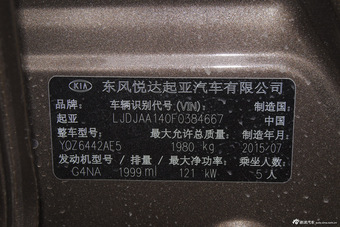 KIA 东风悦达起亚汽车有限公司
品牌: 车辆识别代号(VIN): 制造国:
起亚 LJDJAA140F0384667 中国
整车型号: 最大允许总质量: 制造年月:
YQZ6442AE5 1980 kg 2015/07
发动机型号 / 排量 / 最大净功率: 乘坐人数:
G4NA 1999 ml 121 kW 5 人